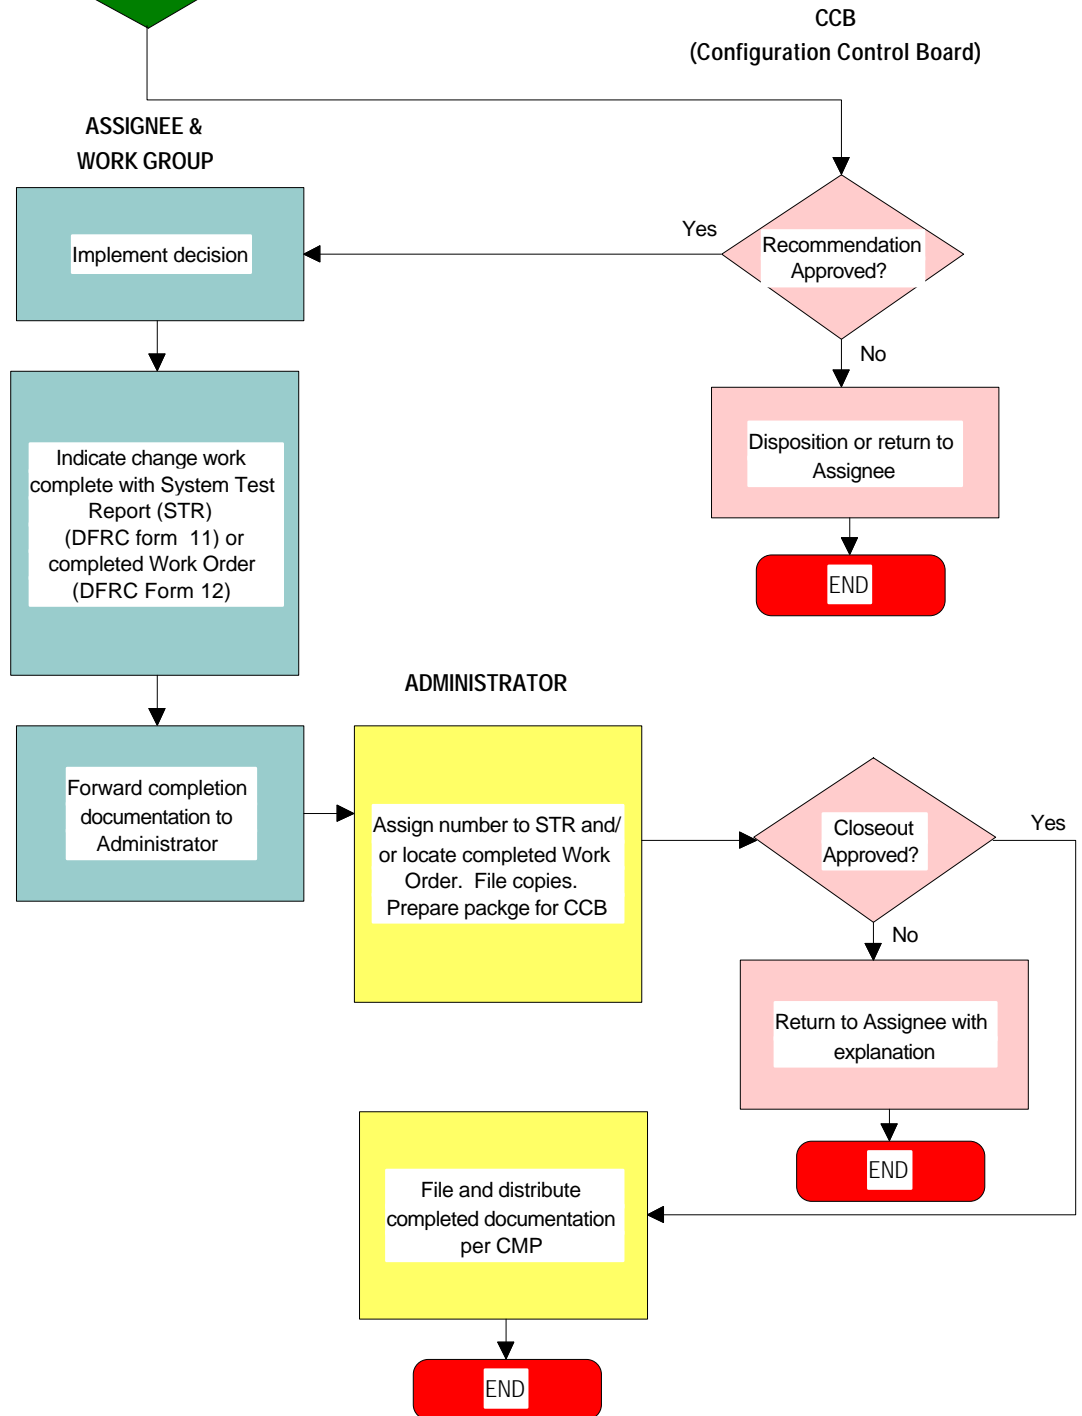 CCB
(Configuration Control Board)
ASSIGNEE &
WORK GROUP
Implement decision
Yes
Recommendation
Approved?
No
Disposition or return to
Assignee
END
Indicate change work
complete with System Test
Report (STR)
(DFRC form  11) or
completed Work Order
(DFRC Form 12)
ADMINISTRATOR
Forward completion
documentation to
Administrator
Assign number to STR and/
or locate completed Work
Order.  File copies.
Prepare packge for CCB
Closeout
Approved?
Yes
No
Return to Assignee with
explanation
END
File and distribute
completed documentation
per CMP
END